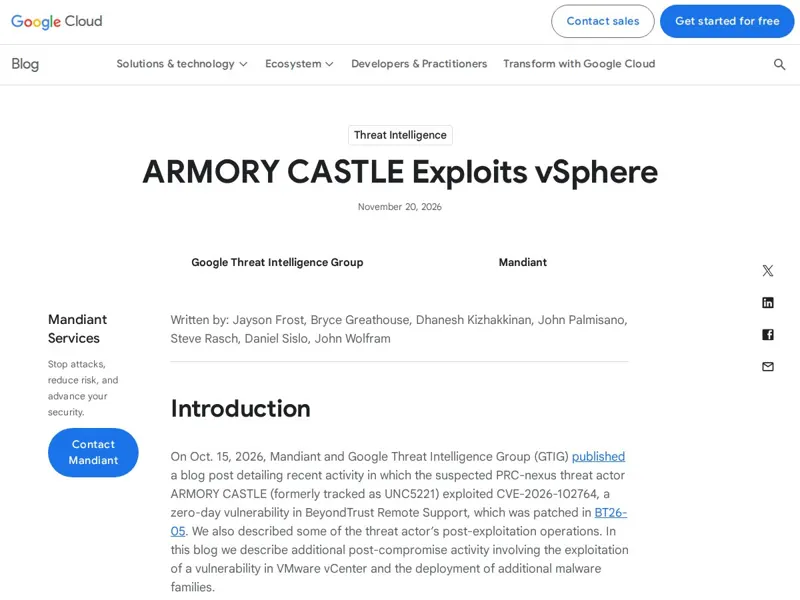 Google Cloud
Contact sales
Get started for free
Blog
Solutions & technology
Ecosystem
Developers & Practitioners
Transform with Google Cloud
Threat Intelligence
ARMORY CASTLE Exploits vSphere
November 20, 2026
Google Threat Intelligence Group
Mandiant
Mandiant
Services
Stop attacks,
reduce risk, and
advance your
security.
Contact
Mandiant
Written by: Jayson Frost, Bryce Greathouse, Dhanesh Kizhakkinan, John Palmisano,
Steve Rasch, Daniel Sislo, John Wolfram
Introduction
On Oct. 15, 2026, Mandiant and Google Threat Intelligence Group (GTIG) published
a blog post detailing recent activity in which the suspected PRC-nexus threat actor
ARMORY CASTLE (formerly tracked as UNC5221) exploited CVE-2026-102764, a
zero-day vulnerability in BeyondTrust Remote Support, which was patched in BT26-
05. We also described some of the threat actor's post-exploitation operations. In
this blog we describe additional post-compromise activity involving the exploitation
of a vulnerability in VMware vCenter and the deployment of additional malware
families.